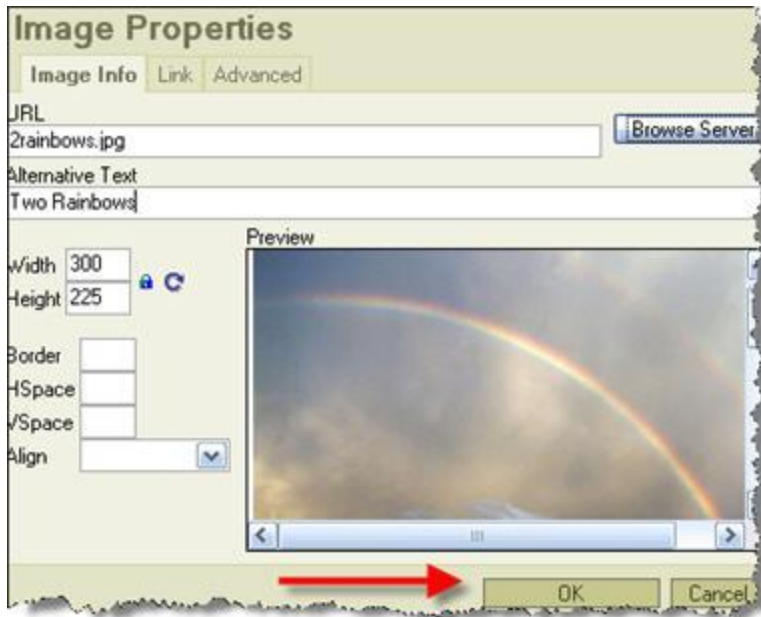 Image Properties
Image Info Link Advanced
URL
2rainbows.jpg
Browse Server
Alternative Text
Two Rainbows
Preview
Width 300
Height 225
Border
HSpace
VSpace
Align
OK Cancel